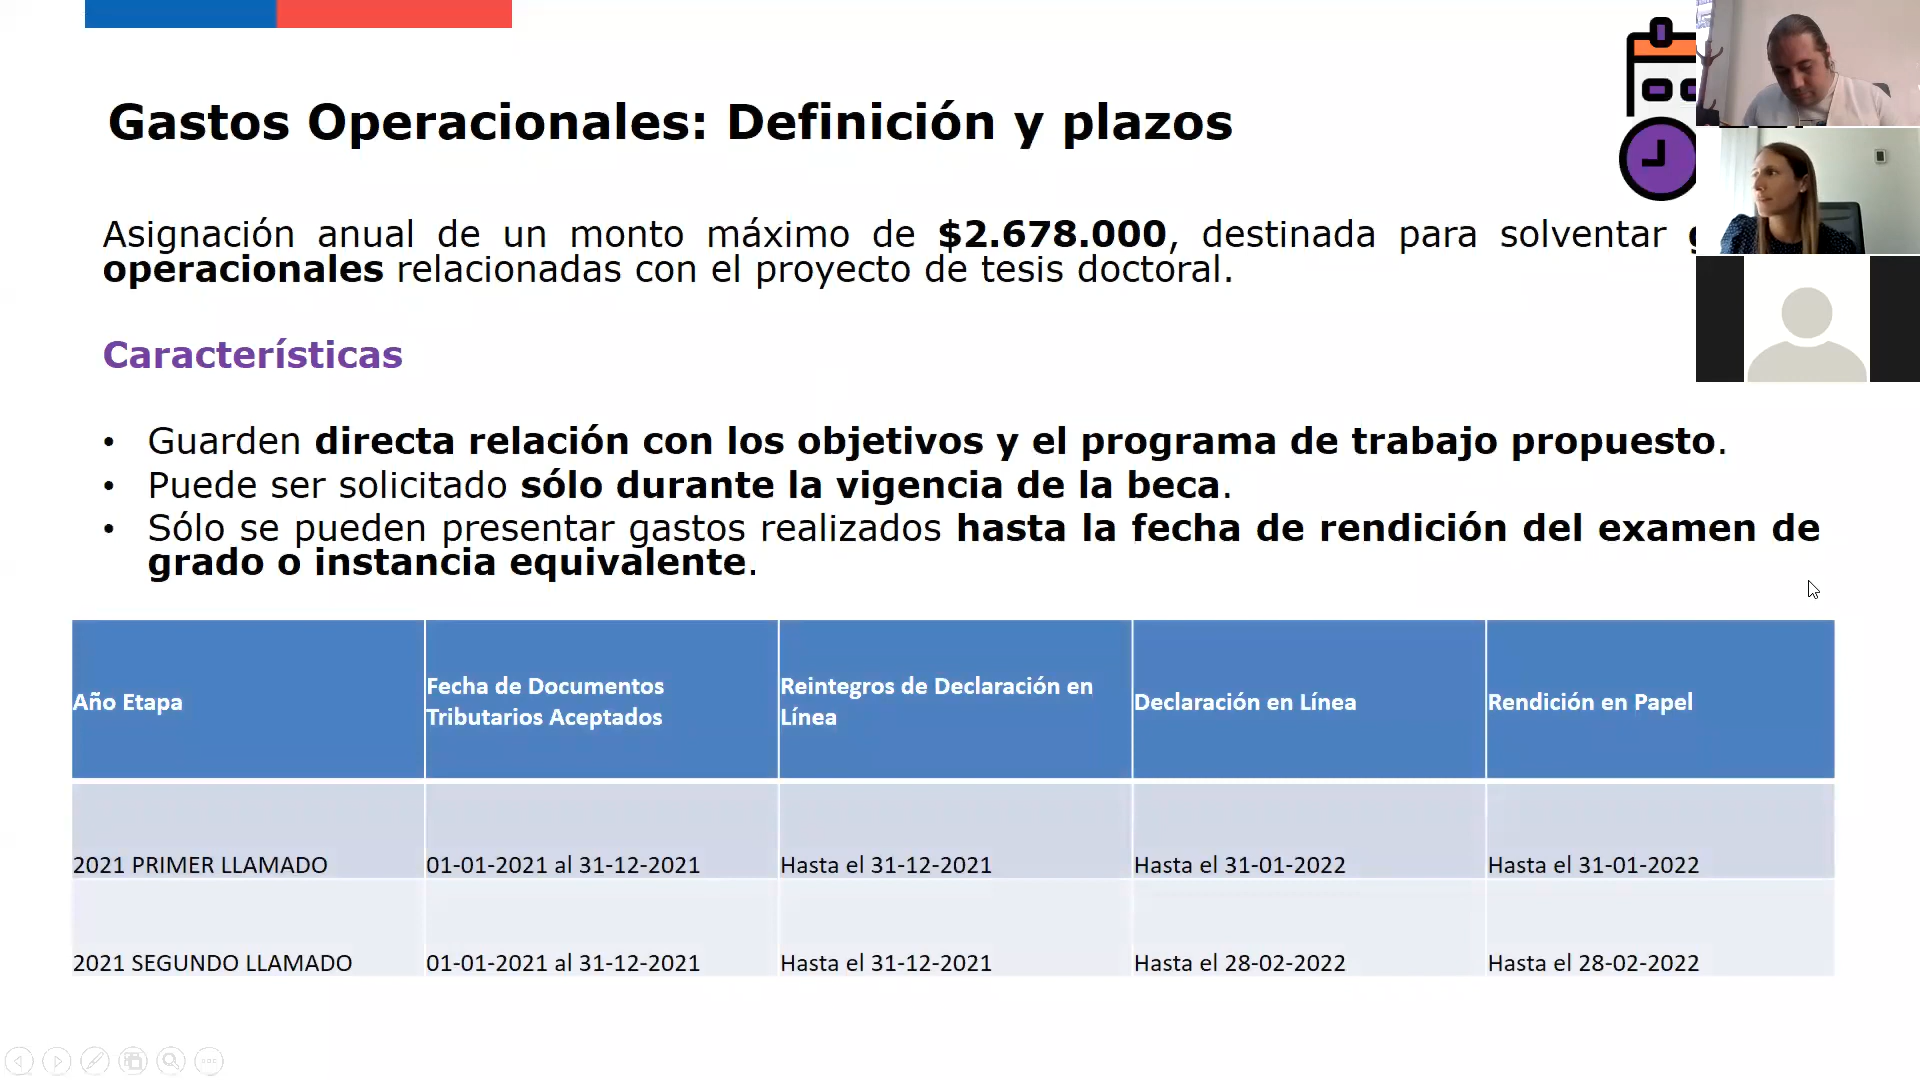 Gastos Operacionales: Definición y plazos
Asignación anual de un monto máximo de $2.678.000, destinada para solventar
operacionales relacionadas con el proyecto de tesis doctoral.
Características
• Guarden directa relación con los objetivos y el programa de trabajo propuesto.
• Puede ser solicitado sólo durante la vigencia de la beca.
• Sólo se pueden presentar gastos realizados hasta la fecha de rendición del examen de
grado o instancia equivalente.
Año Etapa
Fecha de Documentos
Tributarios Aceptados
Reintegros de Declaración en
Línea
Declaración en Línea
Rendición en Papel
2021 PRIMER LLAMADO
01-01-2021 al 31-12-2021
Hasta el 31-12-2021
Hasta el 31-01-2022
Hasta el 31-01-2022
2021 SEGUNDO LLAMADO
01-01-2021 al 31-12-2021
Hasta el 31-12-2021
Hasta el 28-02-2022
Hasta el 28-02-2022